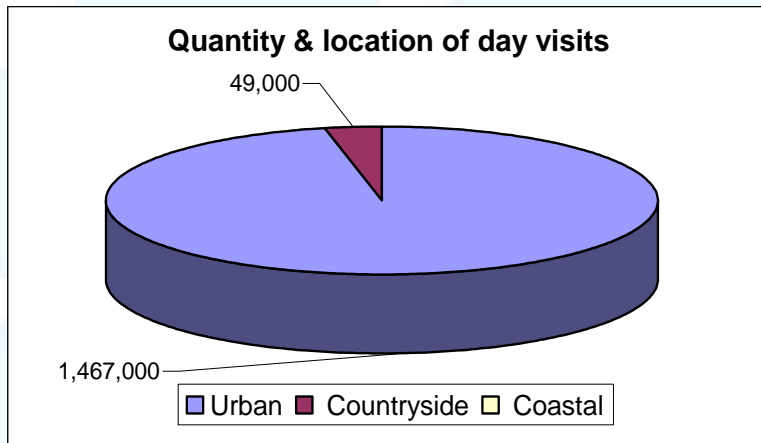 Quantity & location of day visits
49,000
1,467,000
Urban Countryside Coastal